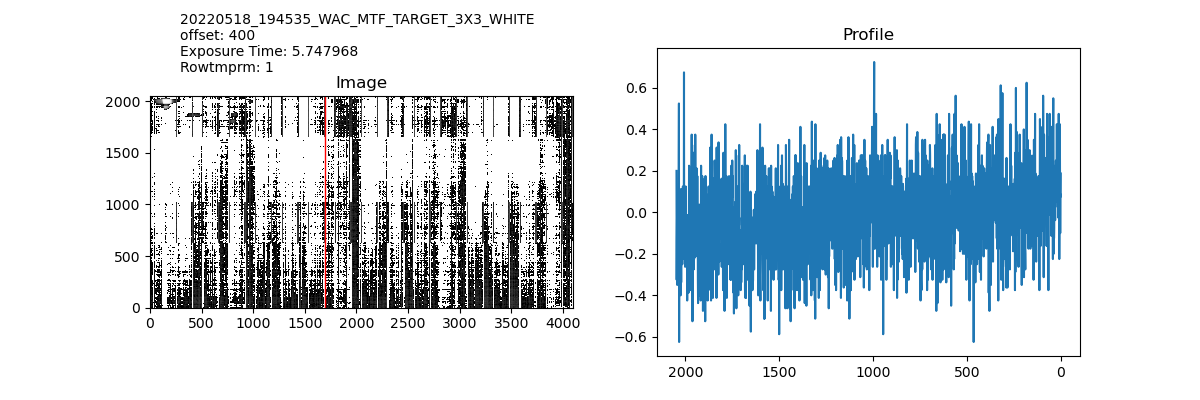 20220518_194535_WAC_MTF_TARGET_3X3_WHITE
offset: 400
Exposure Time: 5.747968
Rowtmprm: 1
Image
2000
1500
1000
500
0
0 500 1000 1500 2000 2500 3000 3500 4000
Profile
0.6
0.4
0.2
0.0
−0.2
−0.4
−0.6
2000 1500 1000 500 0